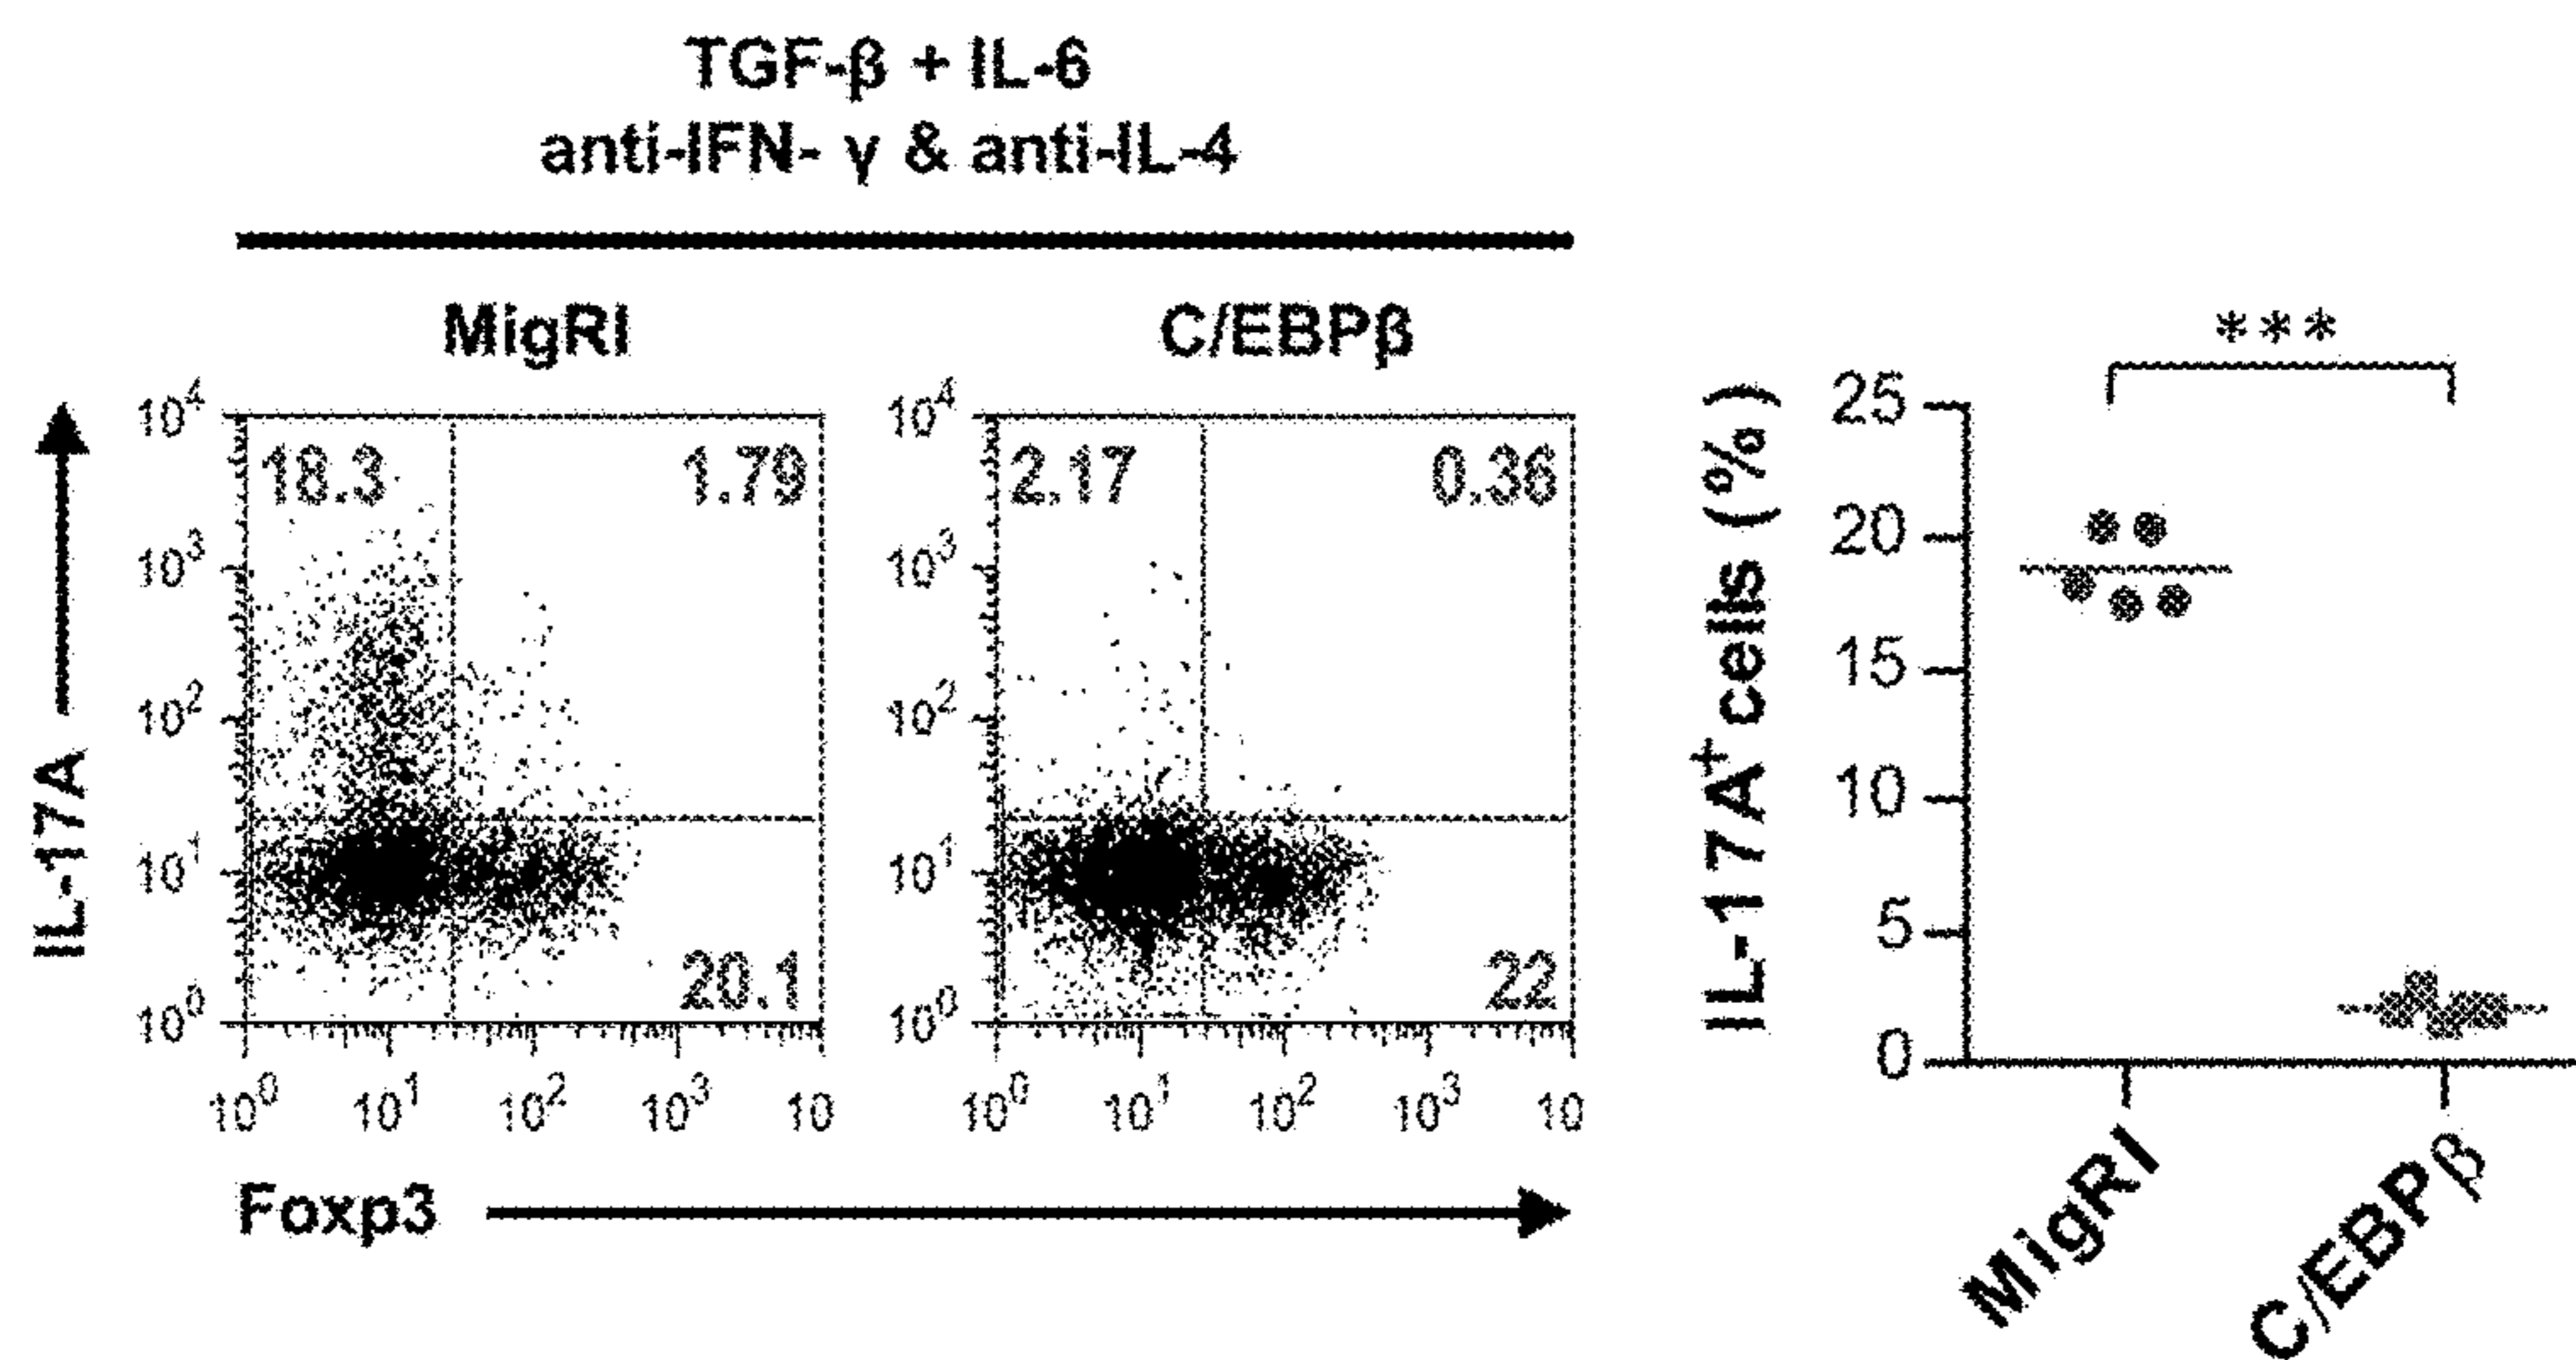 TGF-β + IL-6
anti-IFN- γ & anti-IL-4
MigRI
C/EBPβ
IL-17A
10⁴
10³
10²
10¹
10⁰
18.3
1.79
20.1
10⁰ 10¹ 10² 10³ 10
10⁴
10³
10²
10¹
10⁰
2.17
0.36
22
10⁰ 10¹ 10² 10³ 10
Foxp3
***
IL-17A⁺ cells (%)
25
20
15
10
5
0
MigRI
C/EBPβ